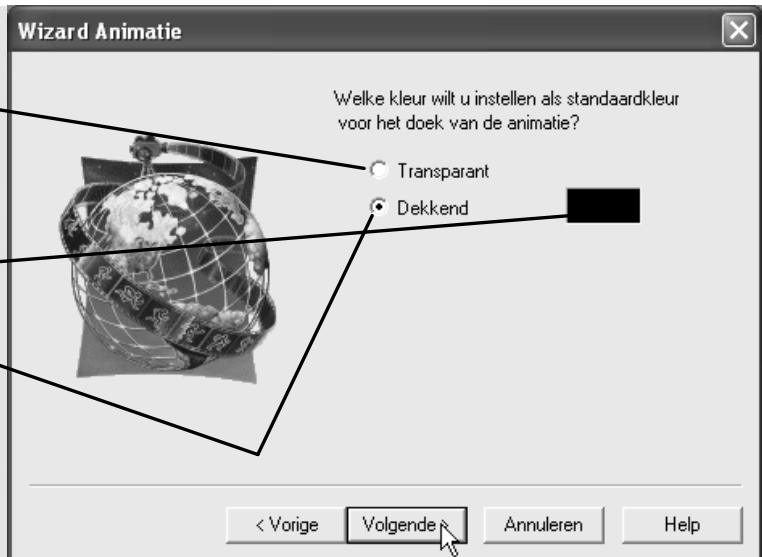 Wizard Animatie
Welke kleur wilt u instellen als standaardkleur
voor het doek van de animatie?
Transparant
Dekkend
< Vorige
Volgende >
Annuleren
Help